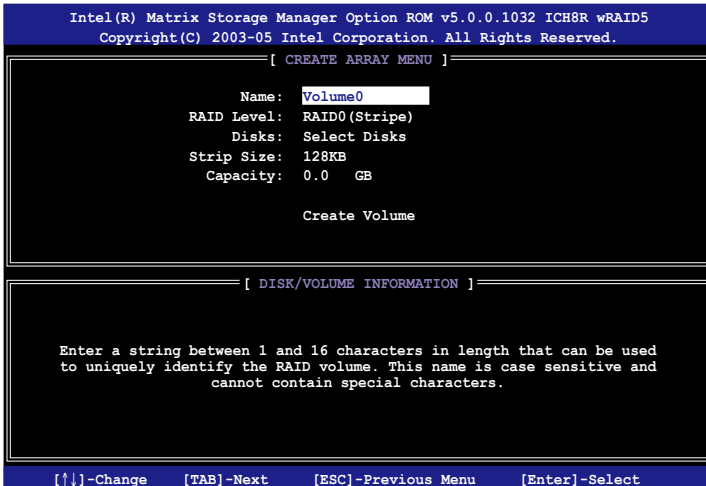 Intel(R) Matrix Storage Manager Option ROM v5.0.0.1032 ICH8R wRAID5
Copyright(C) 2003-05 Intel Corporation. All Rights Reserved.
[ CREATE ARRAY MENU ]
Name: Volume0
RAID Level: RAID0(Stripe)
Disks: Select Disks
Strip Size: 128KB
Capacity: 0.0 GB
Create Volume
[ DISK/VOLUME INFORMATION ]
Enter a string between 1 and 16 characters in length that can be used
to uniquely identify the RAID volume. This name is case sensitive and
cannot contain special characters.
[↑↓]-Change [TAB]-Next [ESC]-Previous Menu [Enter]-Select